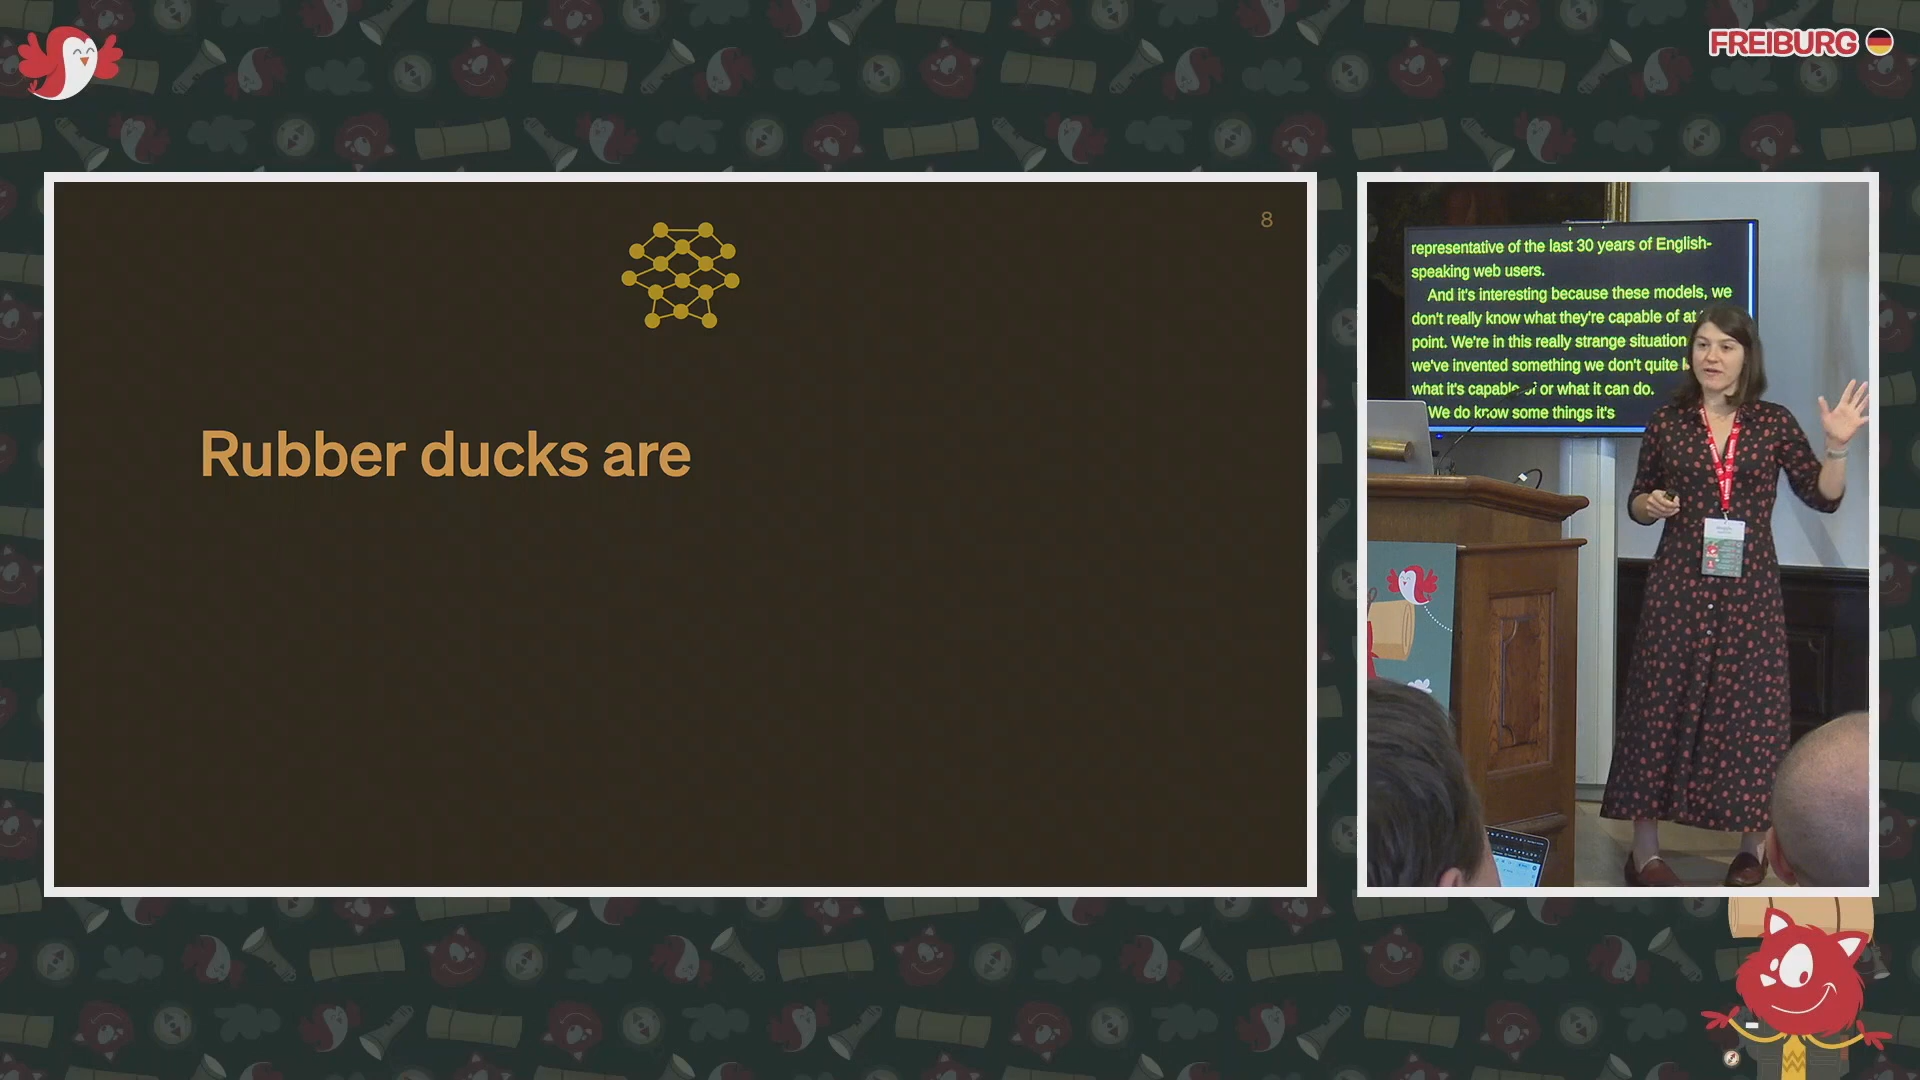 FREIBURG
8
Rubber ducks are
representative of the last 30 years of English-
speaking web users.
And it's interesting because these models, we
don't really know what they're capable of at
point. We're in this really strange situation
we've invented something we don't quite
what it's capable of or what it can do.
We do know some things it's